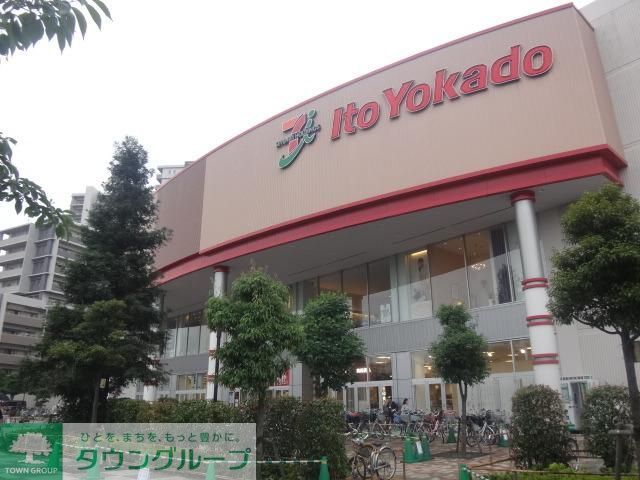 Ito Yokado
7
ひとを、まちを、もっと豊かに。
タウングループ
TOWN GROUP